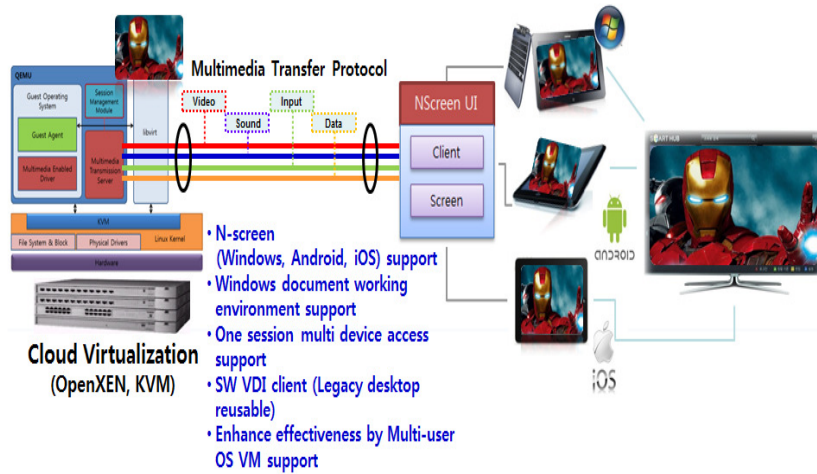 Multimedia Transfer Protocol
QEMU
Guest Operating
System
Guest Agent
Multimedia Enabled
Driver
Session
Management
Module
Multimedia
Transmission
Server
libvirt
Video
Sound
Input
Data
NScreen UI
Client
Screen
KVM
File System & Block
Physical Drivers
Linux Kernel
Hardware
Cloud Virtualization
(OpenXEN, KVM)
• N-screen
(Windows, Android, iOS) support
• Windows document working
environment support
• One session multi device access
support
• SW VDI client (Legacy desktop
reusable)
• Enhance effectiveness by Multi-user
OS VM support
SMART HUB
ANDROID
iOS